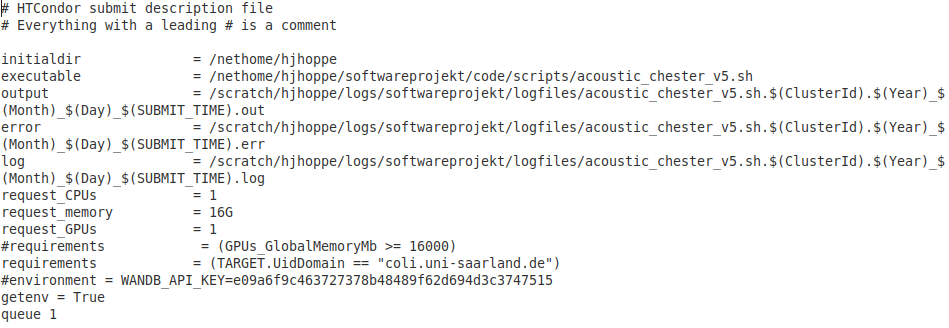 # HTCondor submit description file
# Everything with a leading # is a comment

initialdir = /nethome/hjhoppe
executable = /nethome/hjhoppe/softwareprojekt/code/scripts/acoustic_chester_v5.sh
output = /scratch/hjhoppe/logs/softwareprojekt/logfiles/acoustic_chester_v5.sh.$(ClusterId).$(Year)_$
(Month)_$(Day)_$(SUBMIT_TIME).out
error = /scratch/hjhoppe/logs/softwareprojekt/logfiles/acoustic_chester_v5.sh.$(ClusterId).$(Year)_$
(Month)_$(Day)_$(SUBMIT_TIME).err
log = /scratch/hjhoppe/logs/softwareprojekt/logfiles/acoustic_chester_v5.sh.$(ClusterId).$(Year)_$
(Month)_$(Day)_$(SUBMIT_TIME).log
request_CPUs = 1
request_memory = 16G
request_GPUs = 1
#requirements = (GPUs_GlobalMemoryMb >= 16000)
requirements = (TARGET.UidDomain == "coli.uni-saarland.de")
#environment = WANDB_API_KEY=e09a6f9c463727378b48489f62d694d3c3747515
getenv = True
queue 1